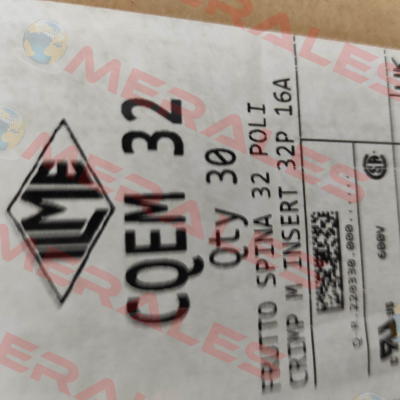 ILME
CQEM 32
Qty 30
FRUTTO SPINA 32 POLI
CRIMP M INSERT 32P 16A
600V
MERALES